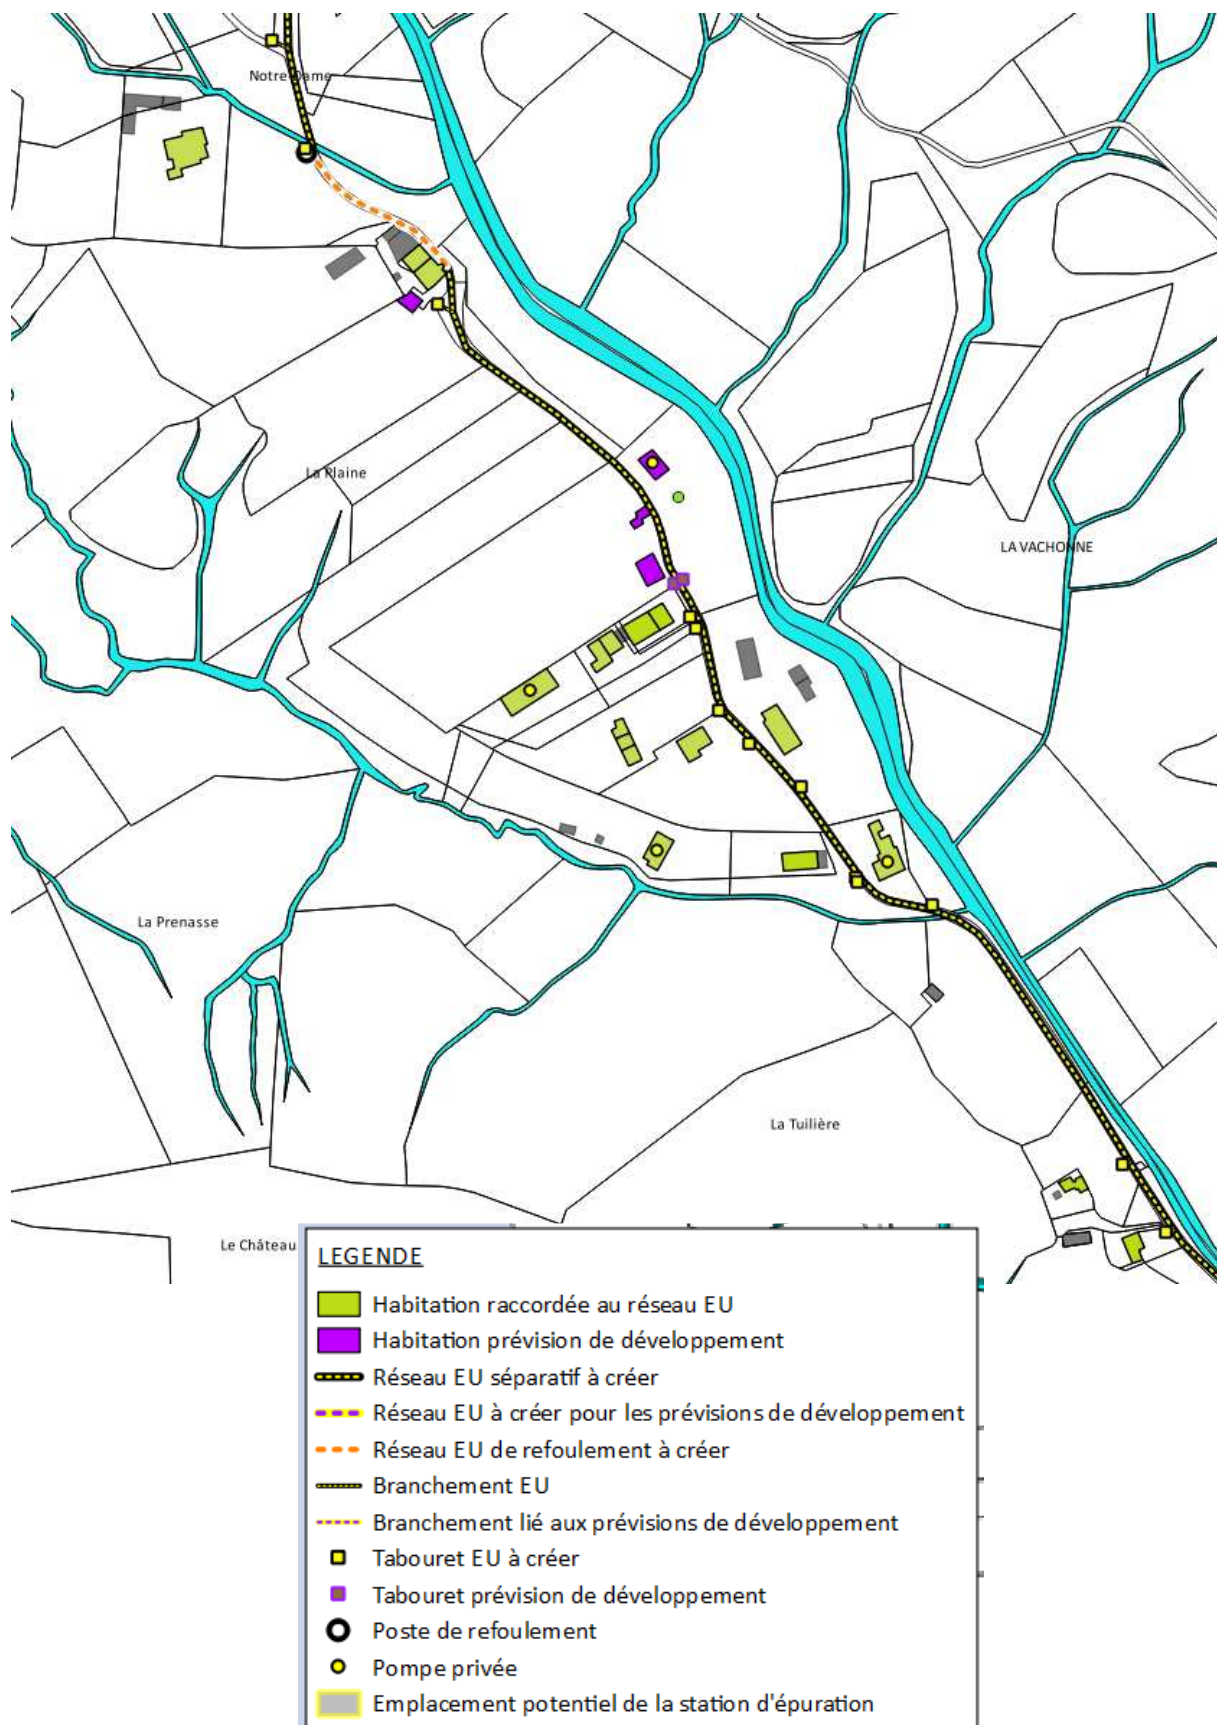 Notre Dame
La Plaine
LA VACHONNE
La Prenasse
La Tuilière
Le Château
LEGENDE
Habitation raccordée au réseau EU
Habitation prévision de développement
Réseau EU séparatif à créer
Réseau EU à créer pour les prévisions de développement
Réseau EU de refoulement à créer
Branchement EU
Branchement lié aux prévisions de développement
Tabouret EU à créer
Tabouret prévision de développement
Poste de refoulement
Pompe privée
Emplacement potentiel de la station d'épuration